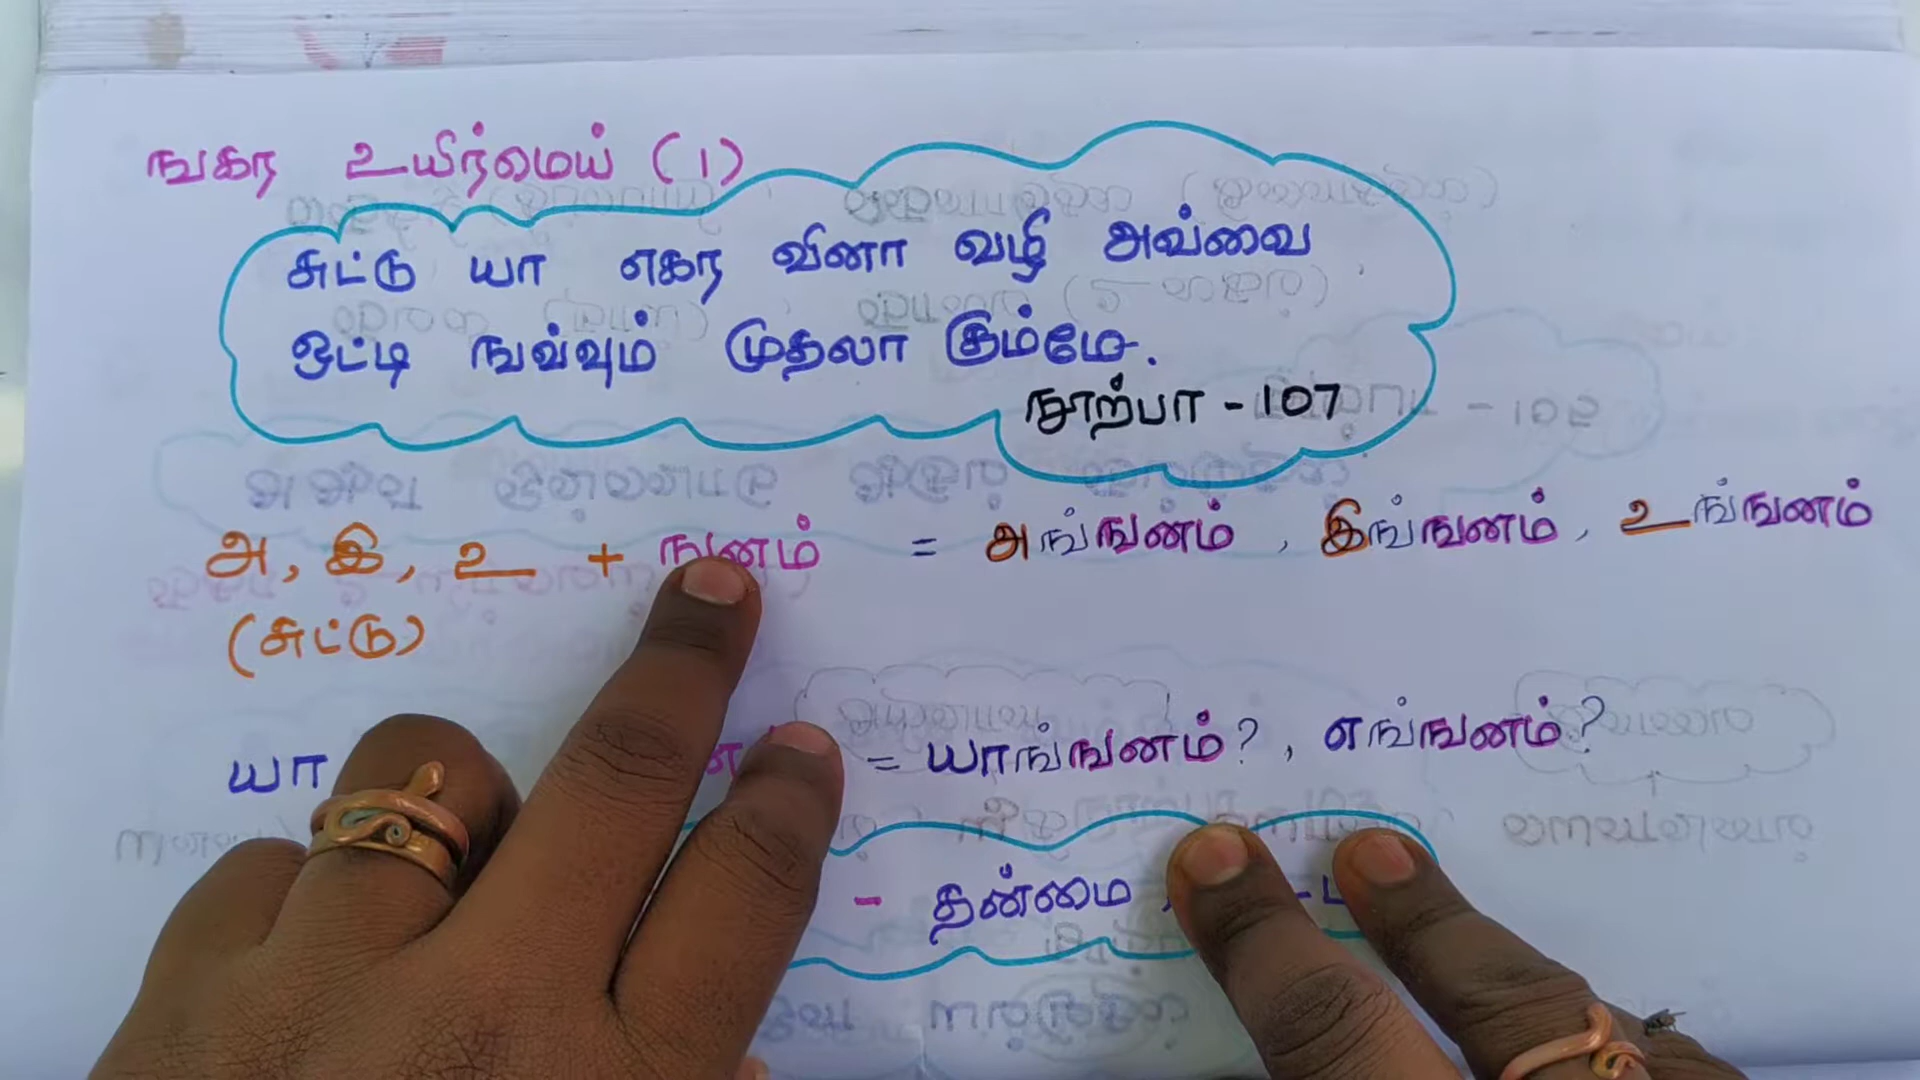 ஙகர உயிர்மெய் (1)
சுட்டு யா எகர வினா வழி அவ்வை
ஒட்டி ஙவ்வும் முதலா கும்மே.
நூற்பா - 107
அ, இ, உ + ஙனம் = அங்ஙனம், இங்ஙனம், உங்ஙனம்
(சுட்டு)
யா = யாங்ஙனம்?, எங்ஙனம்?
- தன்மை